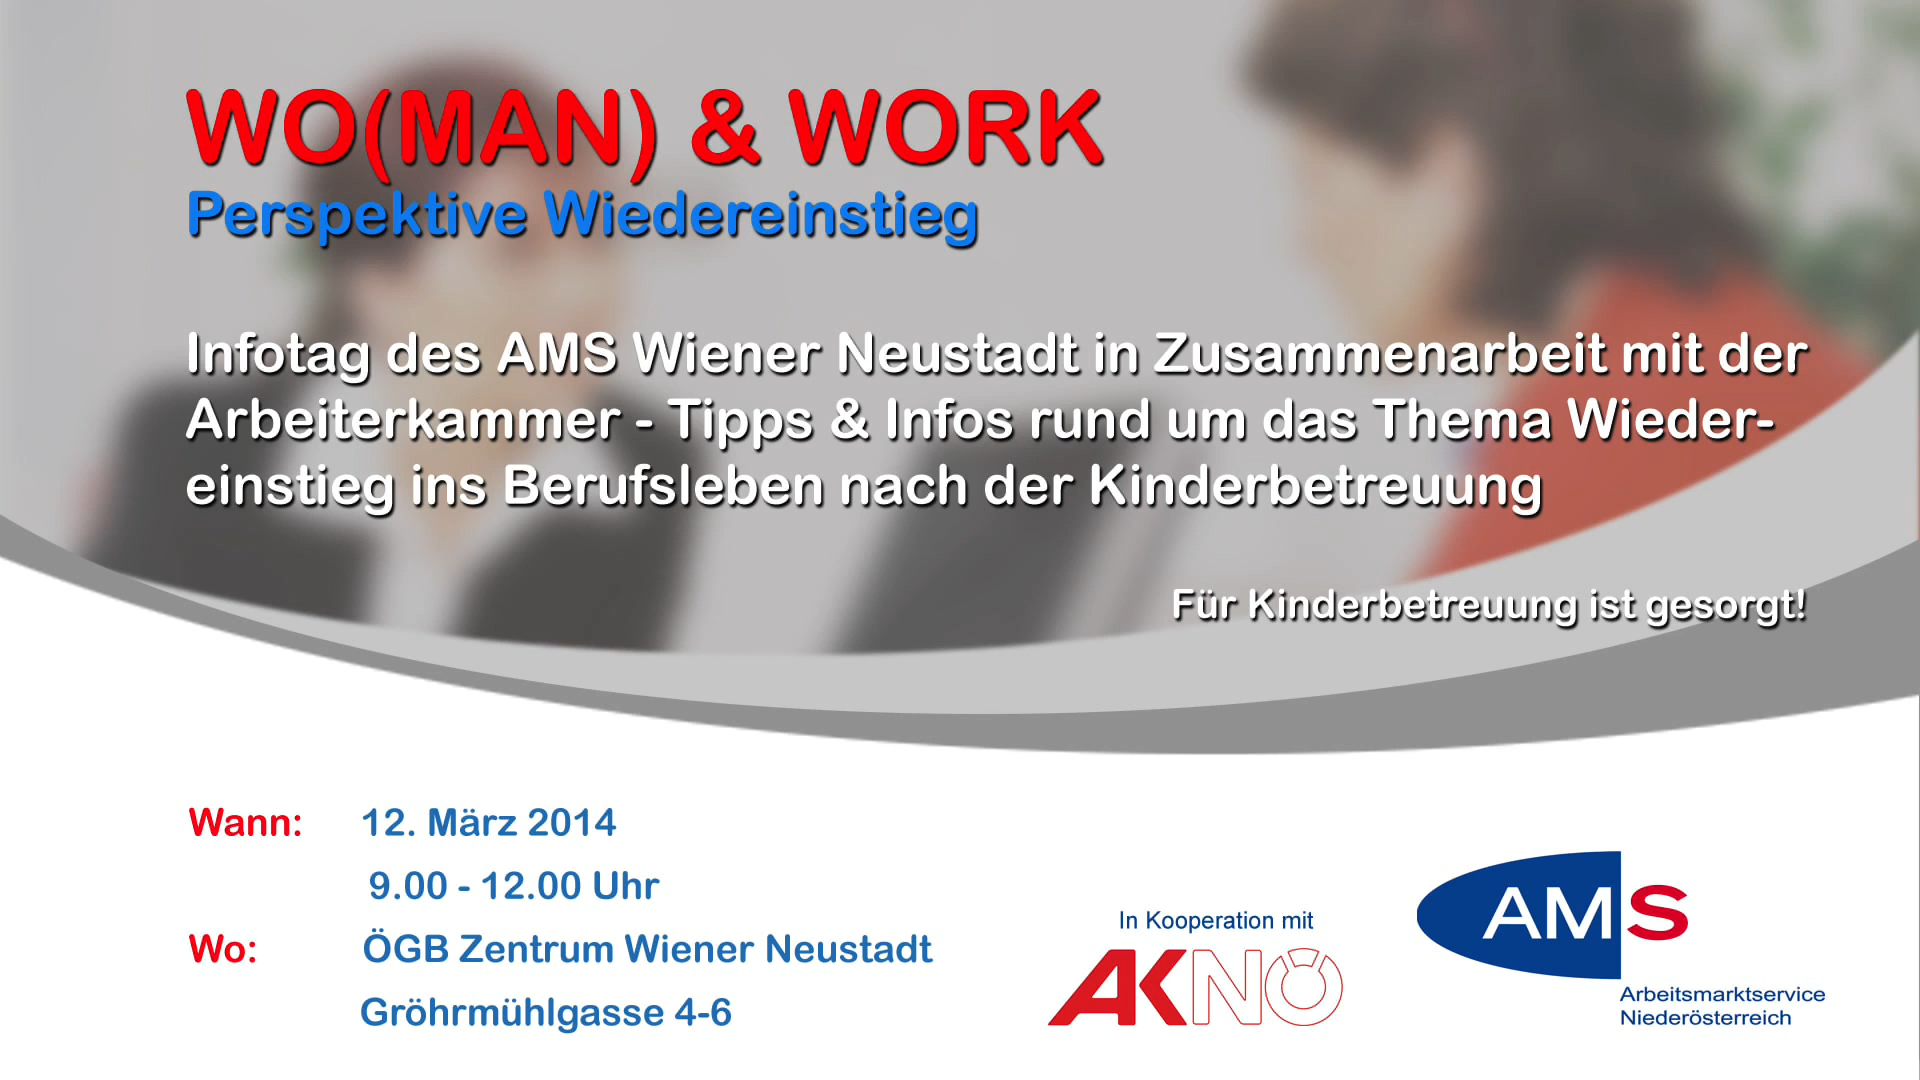 WO(MAN) & WORK
Perspektive Wiedereinstieg
Infotag des AMS Wiener Neustadt in Zusammenarbeit mit der
Arbeiterkammer - Tipps & Infos rund um das Thema Wieder-
einstieg ins Berufsleben nach der Kinderbetreuung
Für Kinderbetreuung ist gesorgt!
Wann: 12. März 2014
9.00 - 12.00 Uhr
Wo: ÖGB Zentrum Wiener Neustadt
Gröhrmühlgasse 4-6
In Kooperation mit
AKNÖ
AMS
Arbeitsmarktservice
Niederösterreich